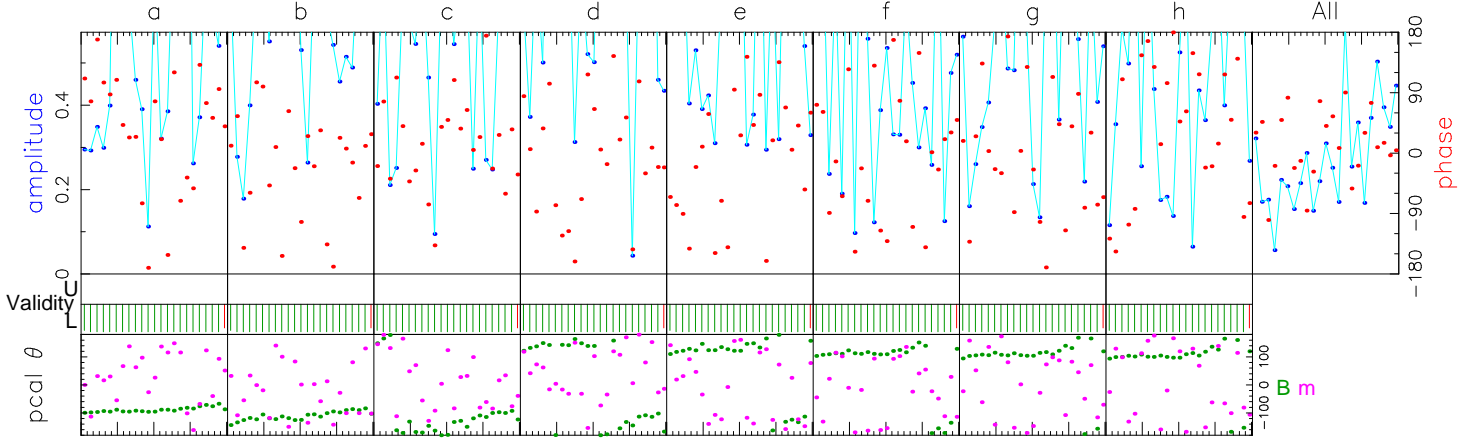 a b c d e f g h All
amplitude
0.4
0.2
0
180
90
0
-90
-180
phase
Validity
U
L
pcal θ
100
0
-100
B m